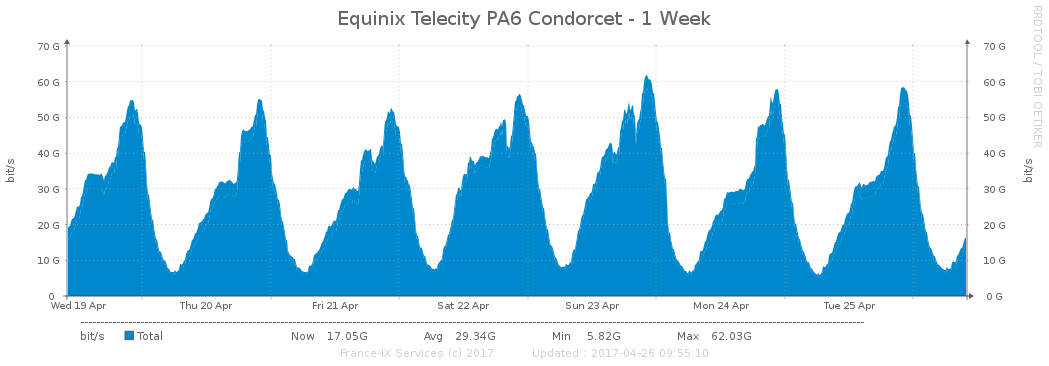 Equinix Telecity PA6 Condorcet - 1 Week
RRDTOOL / TOBI OETIKER
70 G 70 G
60 G 60 G
50 G 50 G
40 G 40 G
bit/s bit/s
30 G 30 G
20 G 20 G
10 G 10 G
0 0 G
Wed 19 Apr Thu 20 Apr Fri 21 Apr Sat 22 Apr Sun 23 Apr Mon 24 Apr Tue 25 Apr
bit/s Total Now 17.05G Avg 29.34G Min 5.82G Max 62.03G
France-IX Services (c) 2017 Updated : 2017-04-26 09:55:10